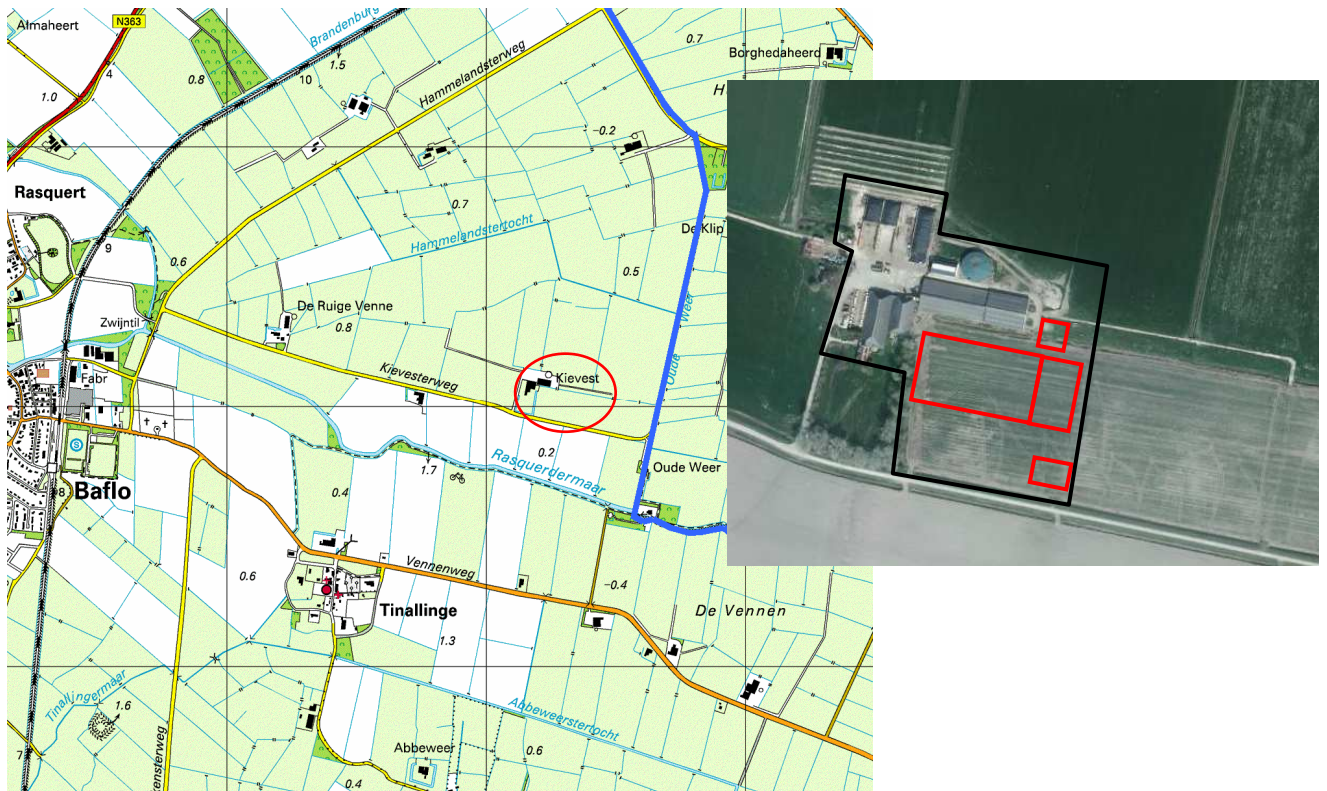 Almaheert
N363
Brandenburg
Borghedaheerd
0.7
4
1.5
Hammelandsterweg
0.8
10
1.0
H
-0.2
Rasquert
0.7
Hammelandstertocht
De Klip
9
0.6
0.5
De Ruige Venne
0.8
Zwijntil
Oude Weer
Fabr
Kievesterweg
Kievest
S
0.2
1.7
Rasquerdermaar
Oude Weer
8
Baflo
0.4
Vennenweg
0.6
-0.4
De Vennen
Tinallinge
1.3
Tinallingermaar
1.6
Abbeweerstertocht
Abbeweer
0.6
7
ensterweg
0.4